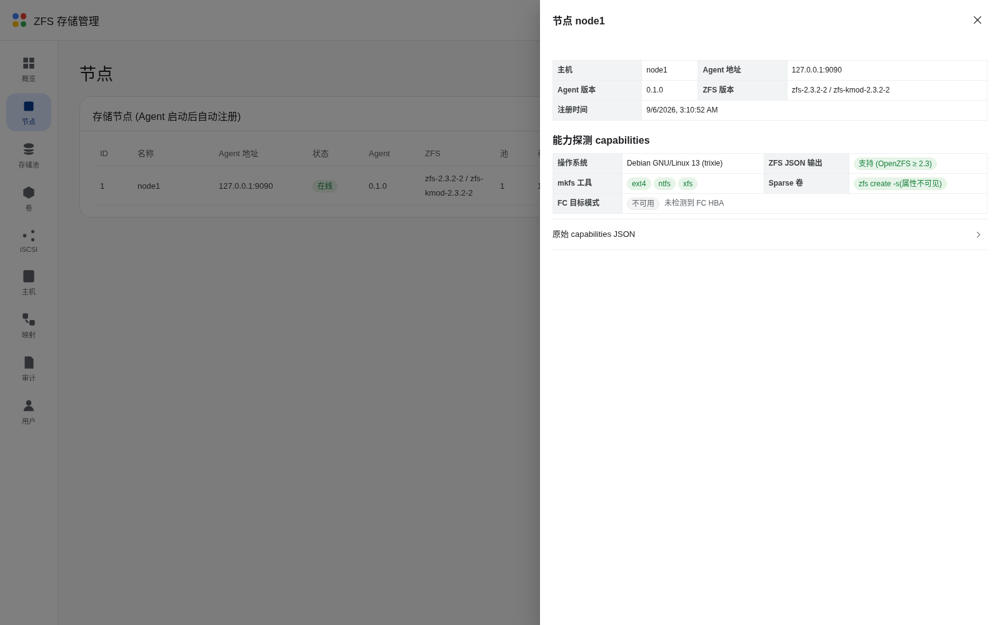 ZFS 存储管理
概览
节点
存储池
卷
iSCSI
主机
映射
审计
用户
节点
存储节点 (Agent 启动后自动注册)
ID 名称 Agent 地址 状态 Agent ZFS 池
1 node1 127.0.0.1:9090 在线 0.1.0 zfs-2.3.2-2 / zfs-kmod-2.3.2-2 1
节点 node1
主机 node1 Agent 地址 127.0.0.1:9090
Agent 版本 0.1.0 ZFS 版本 zfs-2.3.2-2 / zfs-kmod-2.3.2-2
注册时间 9/6/2026, 3:10:52 AM
能力探测 capabilities
操作系统 Debian GNU/Linux 13 (trixie) ZFS JSON 输出 支持 (OpenZFS ≥ 2.3)
mkfs 工具 ext4 ntfs xfs Sparse 卷 zfs create -s(属性不可见)
FC 目标模式 不可用 未检测到 FC HBA
原始 capabilities JSON